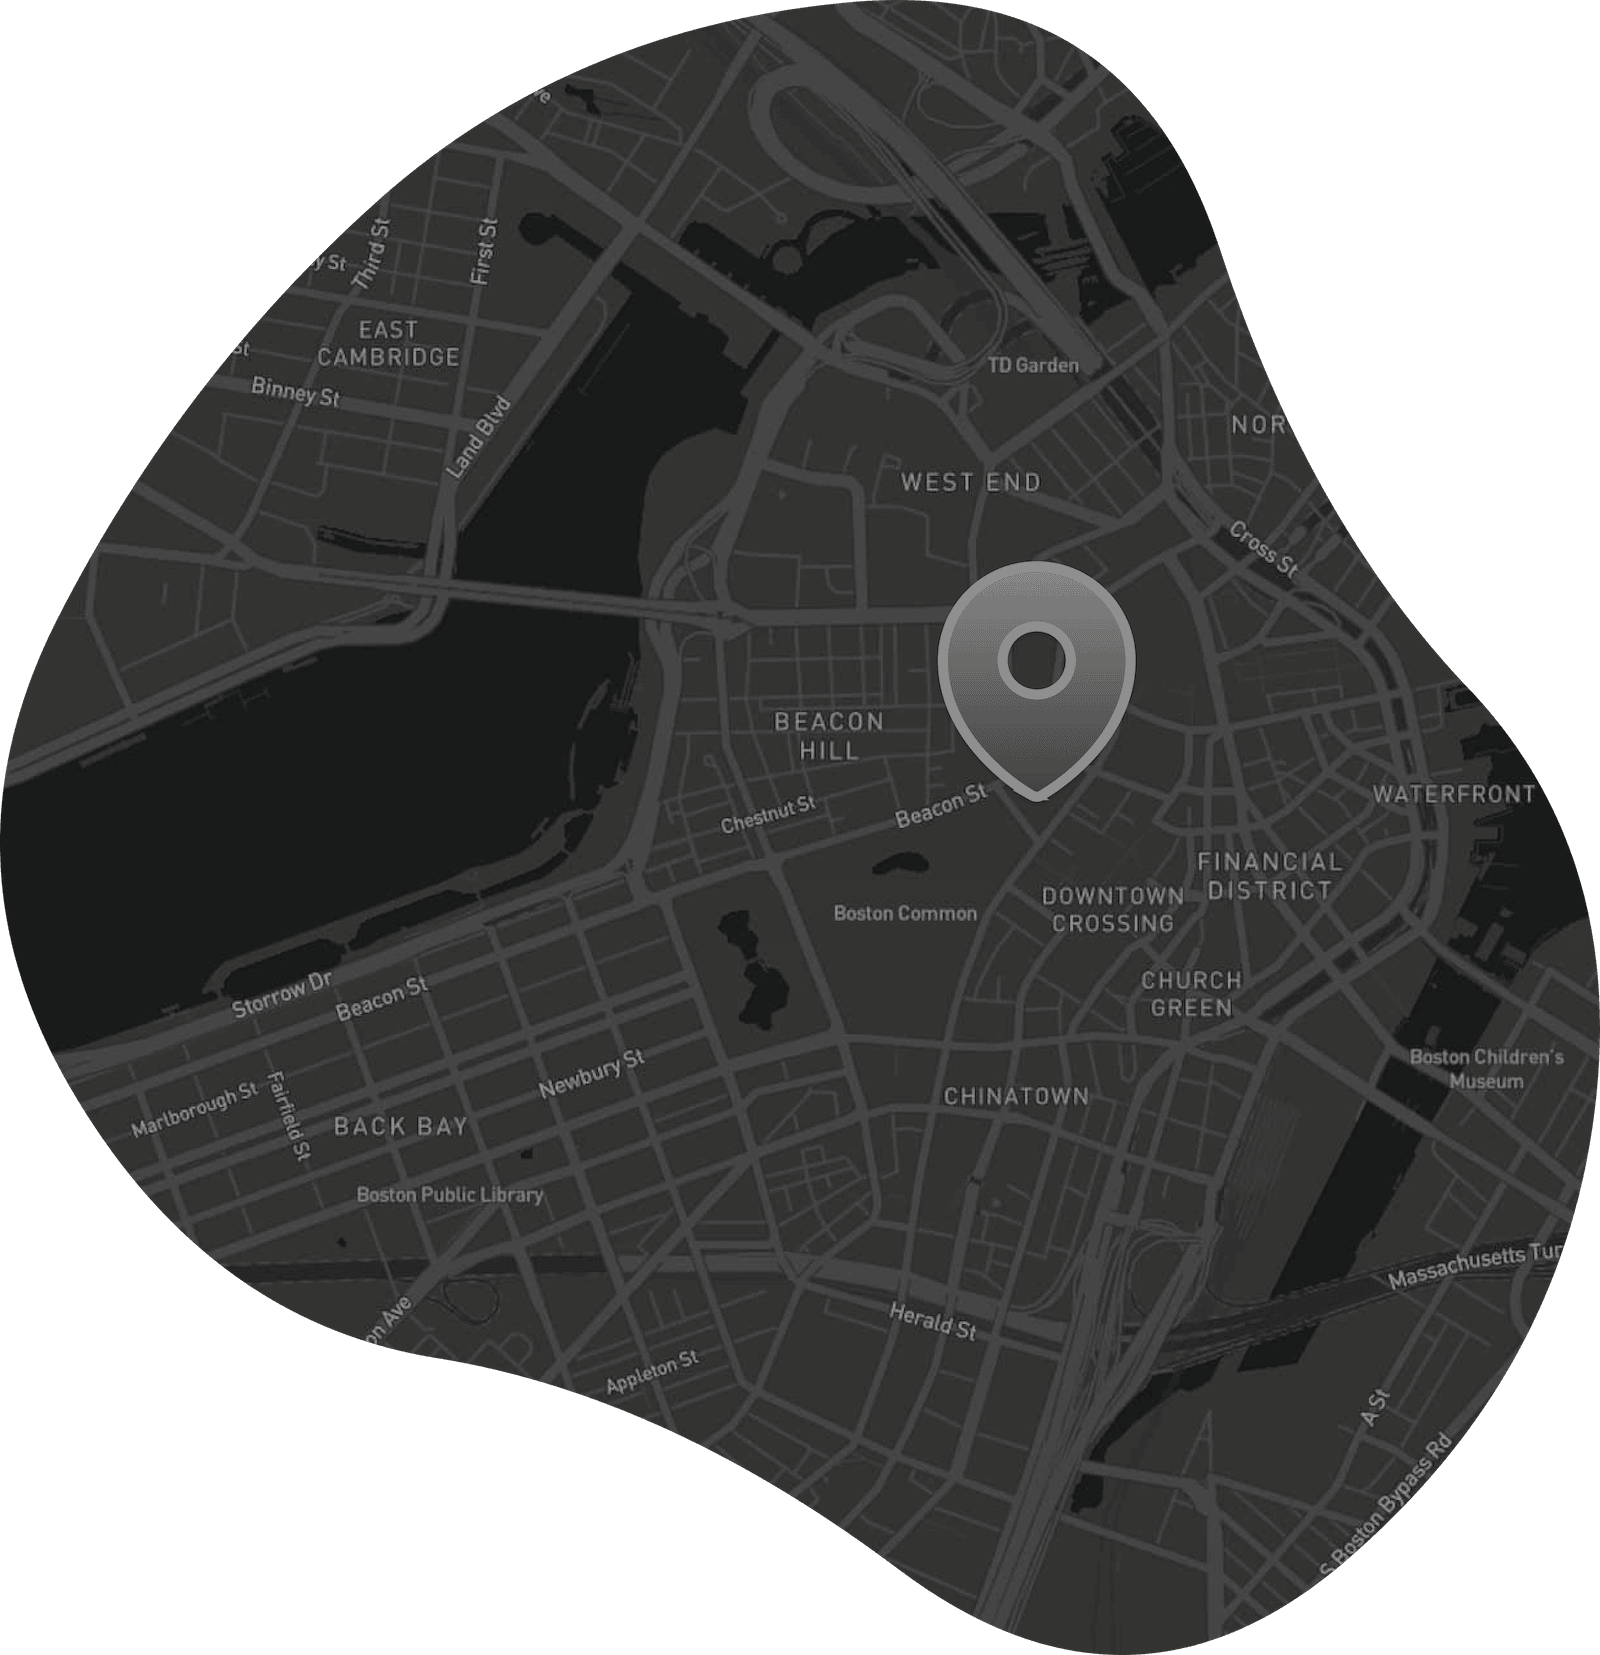 ve
Third St
First St
y St
EAST
CAMBRIDGE
St
Binney St
Land Blvd
TD Garden
NOR
WEST END
Cross St
BEACON
HILL
Chestnut St
Beacon St
WATERFRONT
FINANCIAL
DISTRICT
DOWNTOWN
CROSSING
Boston Common
CHURCH
GREEN
Storrow Dr
Beacon St
Newbury St
Boston Children's
Museum
Marlborough St
Fairfield St
BACK BAY
CHINATOWN
Boston Public Library
Massachusetts Tur
Herald St
on Ave
Appleton St
A St
S Boston Bypass Rd